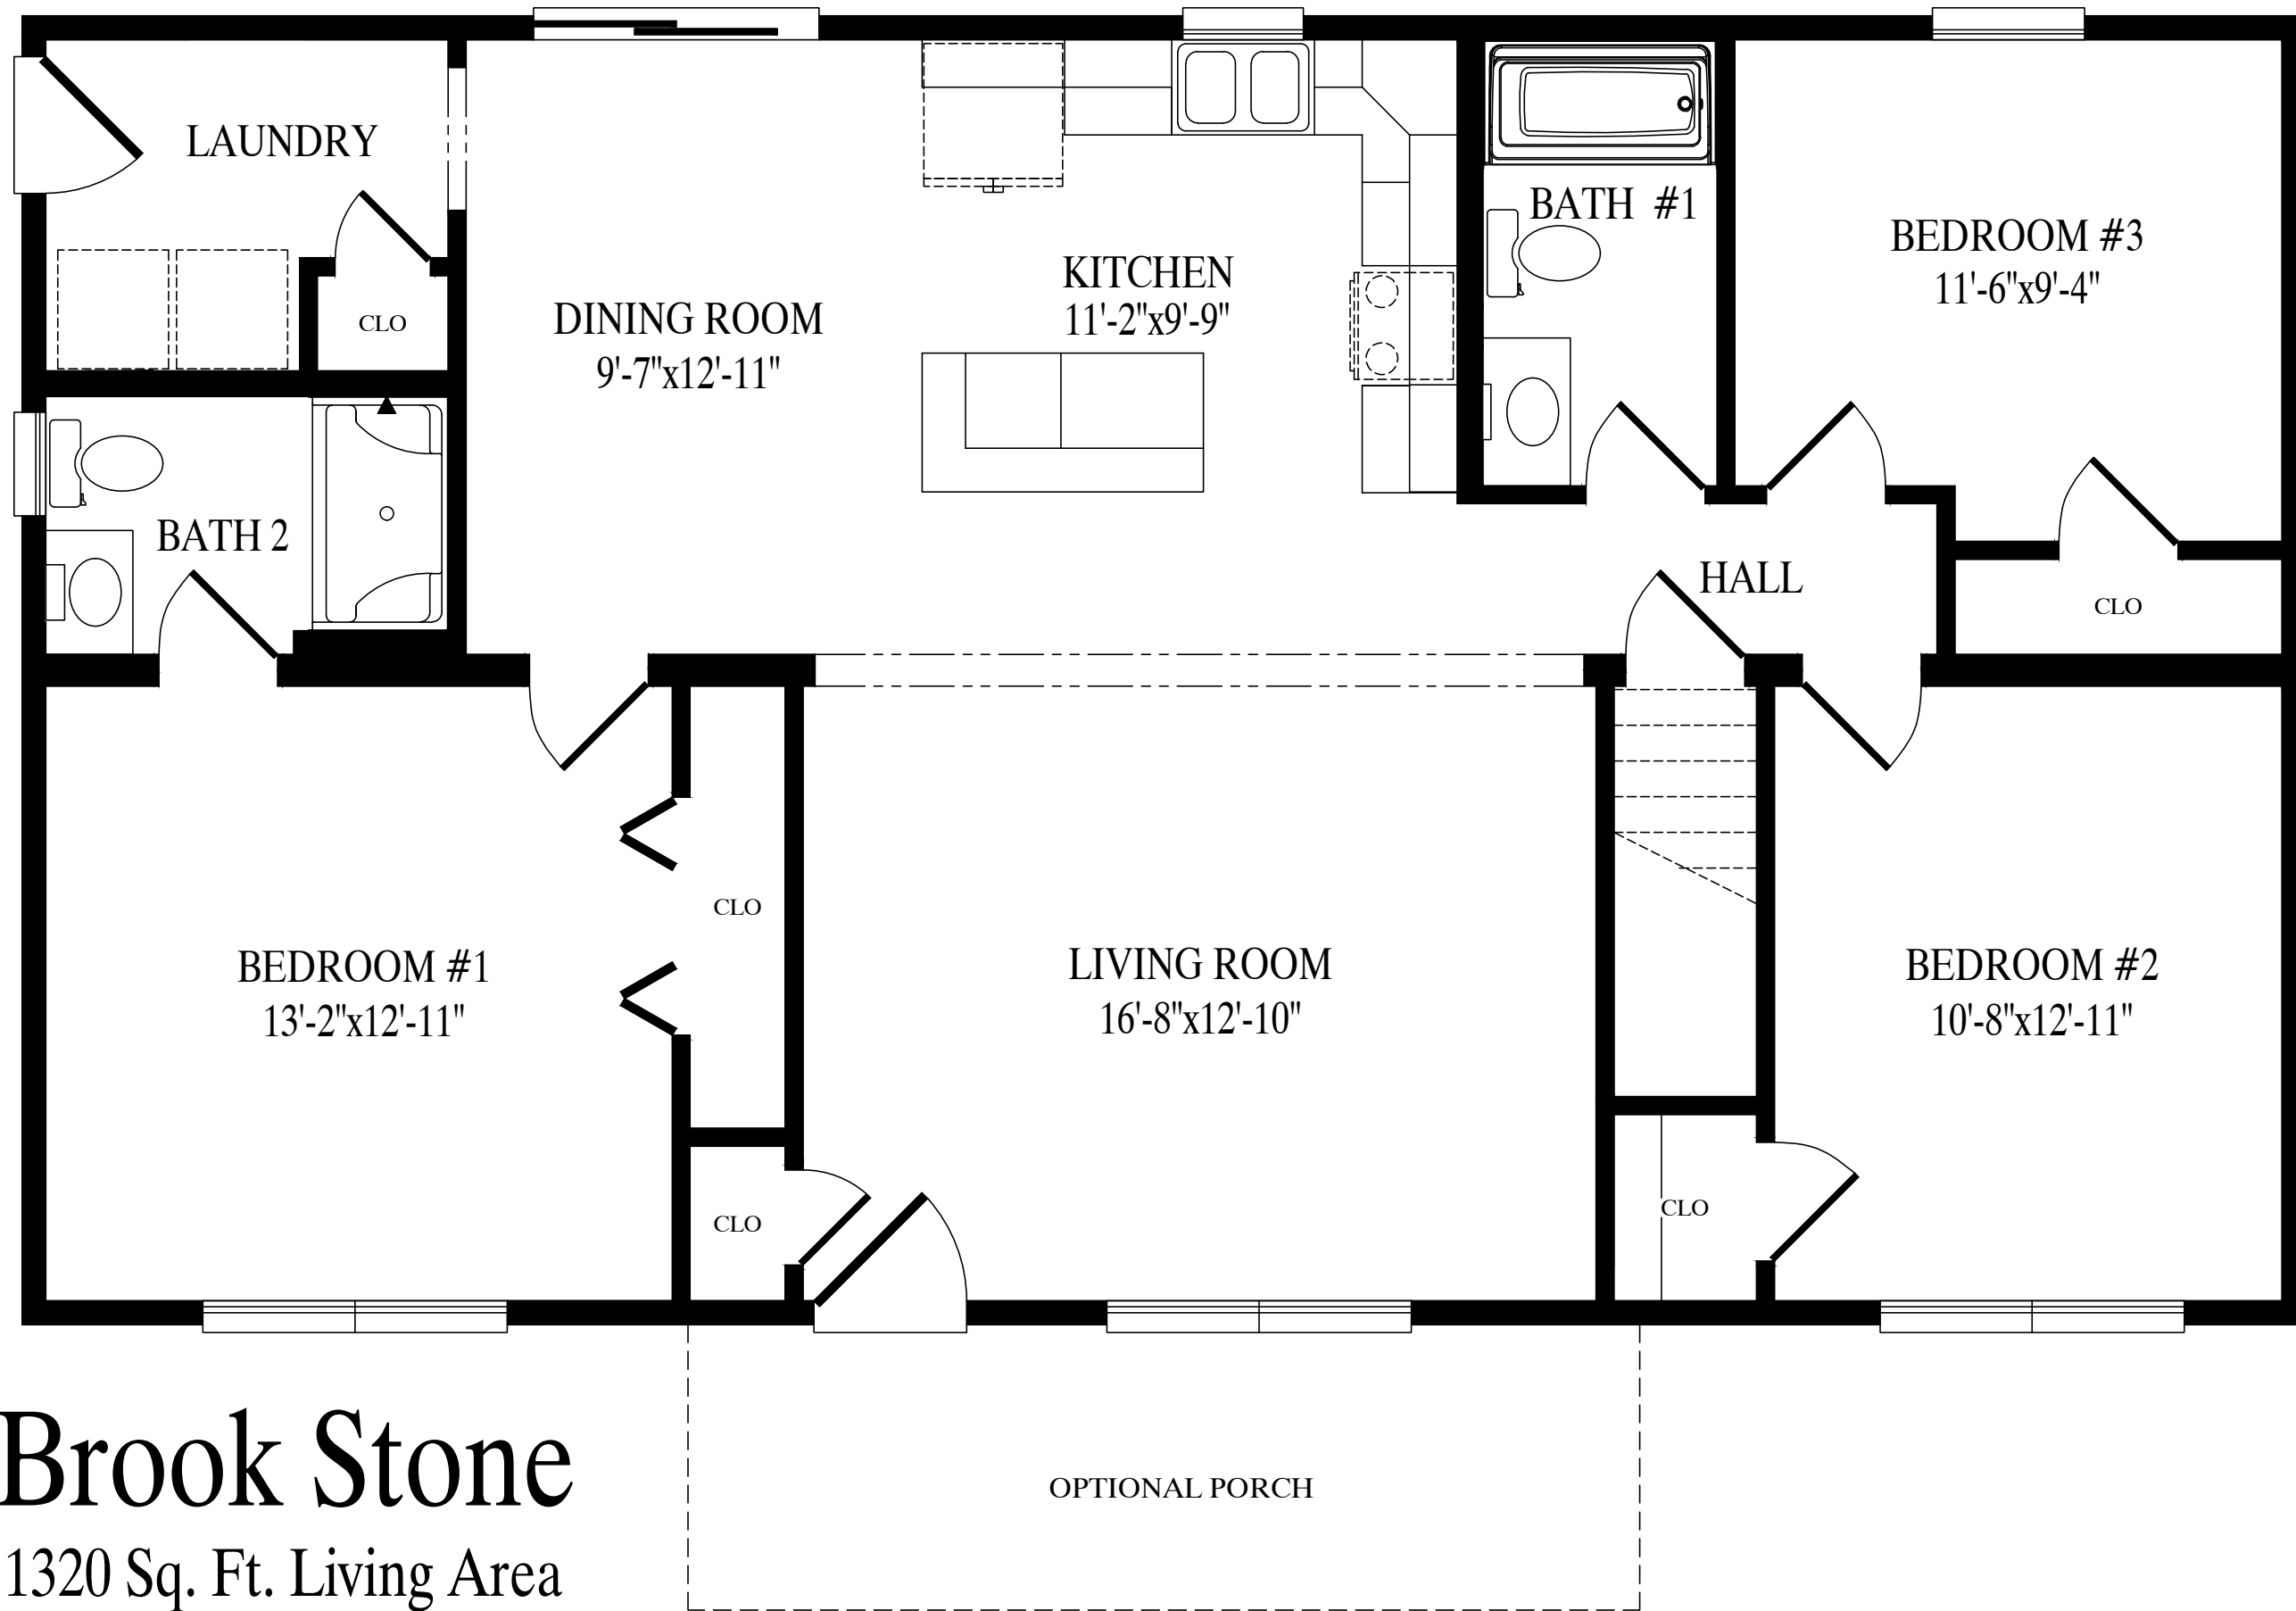 LAUNDRY
CLO
DINING ROOM
9'-7"x12'-11"
KITCHEN
11'-2"x9'-9"
BATH #1
BEDROOM #3
11'-6"x9'-4"
BATH 2
HALL
CLO
CLO
BEDROOM #1
13'-2"x12'-11"
LIVING ROOM
16'-8"x12'-10"
BEDROOM #2
10'-8"x12'-11"
CLO
CLO
Brook Stone
OPTIONAL PORCH
1320 Sq. Ft. Living Area